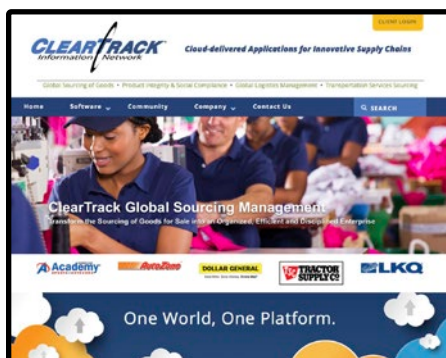 CLIENT LOGIN
CLEARTRACK
Information Network
Cloud-delivered Applications for Innovative Supply Chains
Global Sourcing of Goods • Product Integrity & Social Compliance • Global Logistics Management • Transportation Services Sourcing
Home Software Community Company Contact Us SEARCH
ClearTrack Global Sourcing Management
Transform the Sourcing of Goods for Sale into an Organized, Efficient and Disciplined Enterprise
Academy AutoZone DOLLAR GENERAL TRACTOR SUPPLY CO LKQ
One World, One Platform.